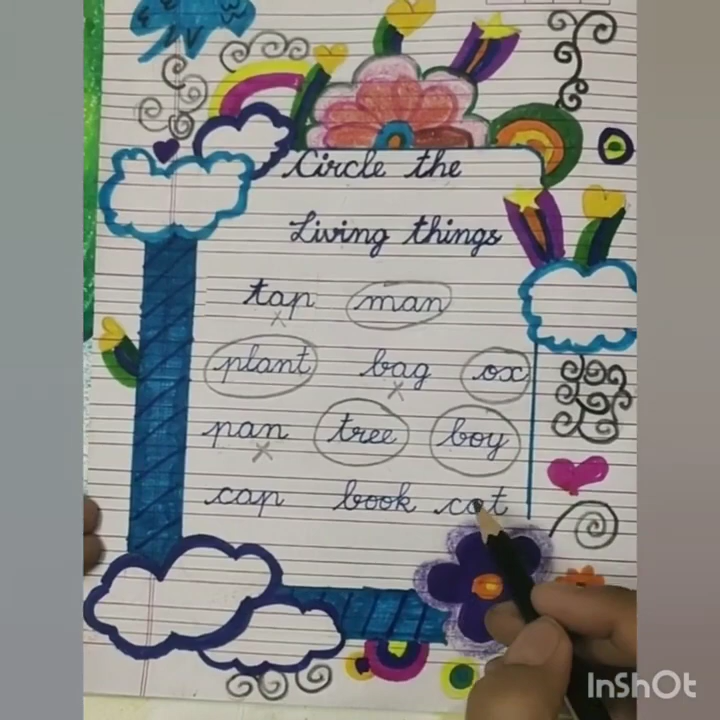 Circle the
Living things
tap man
plant bag ox
pan tree boy
cap book cat
InShOt